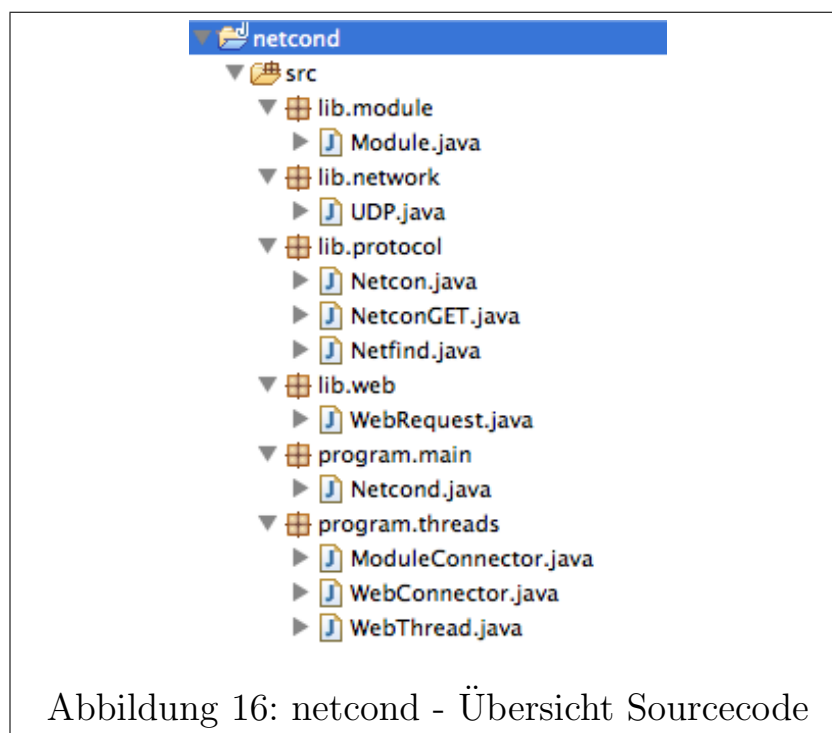 netcond
src
lib.module
Module.java
lib.network
UDP.java
lib.protocol
Netcon.java
NetconGET.java
Netfind.java
lib.web
WebRequest.java
program.main
Netcond.java
program.threads
ModuleConnector.java
WebConnector.java
WebThread.java
Abbildung 16: netcond - Übersicht Sourcecode